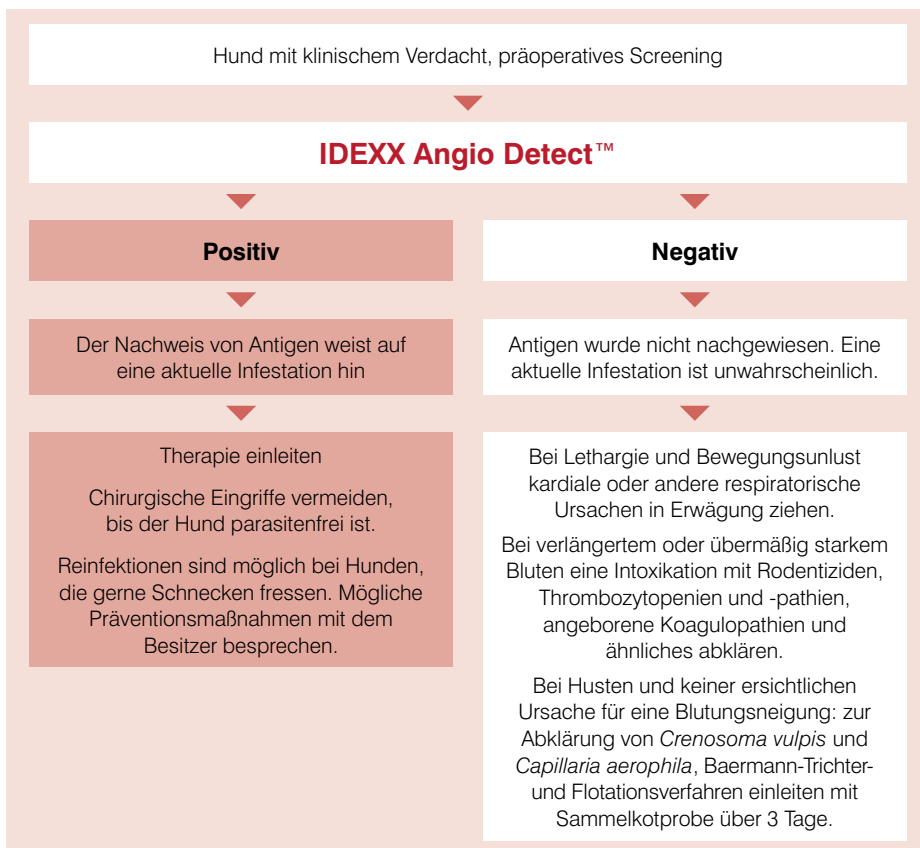 Hund mit klinischem Verdacht, präoperatives Screening
IDEXX Angio Detect™
Positiv
Der Nachweis von Antigen weist auf
eine aktuelle Infestation hin
Therapie einleiten
Chirurgische Eingriffe vermeiden,
bis der Hund parasitenfrei ist.
Reinfektionen sind möglich bei Hunden,
die gerne Schnecken fressen. Mögliche
Präventionsmaßnahmen mit dem
Besitzer besprechen.
Negativ
Antigen wurde nicht nachgewiesen. Eine
aktuelle Infestation ist unwahrscheinlich.
Bei Lethargie und Bewegungsunlust
kardiale oder andere respiratorische
Ursachen in Erwägung ziehen.
Bei verlängertem oder übermäßig starkem
Bluten eine Intoxikation mit Rodentiziden,
Thrombozytopenien und -pathien,
angeborene Koagulopathien und
ähnliches abklären.
Bei Husten und keiner ersichtlichen
Ursache für eine Blutungsneigung: zur
Abklärung von Crenosoma vulpis und
Capillaria aerophila, Baermann-Trichter-
und Flotationsverfahren einleiten mit
Sammelkotprobe über 3 Tage.